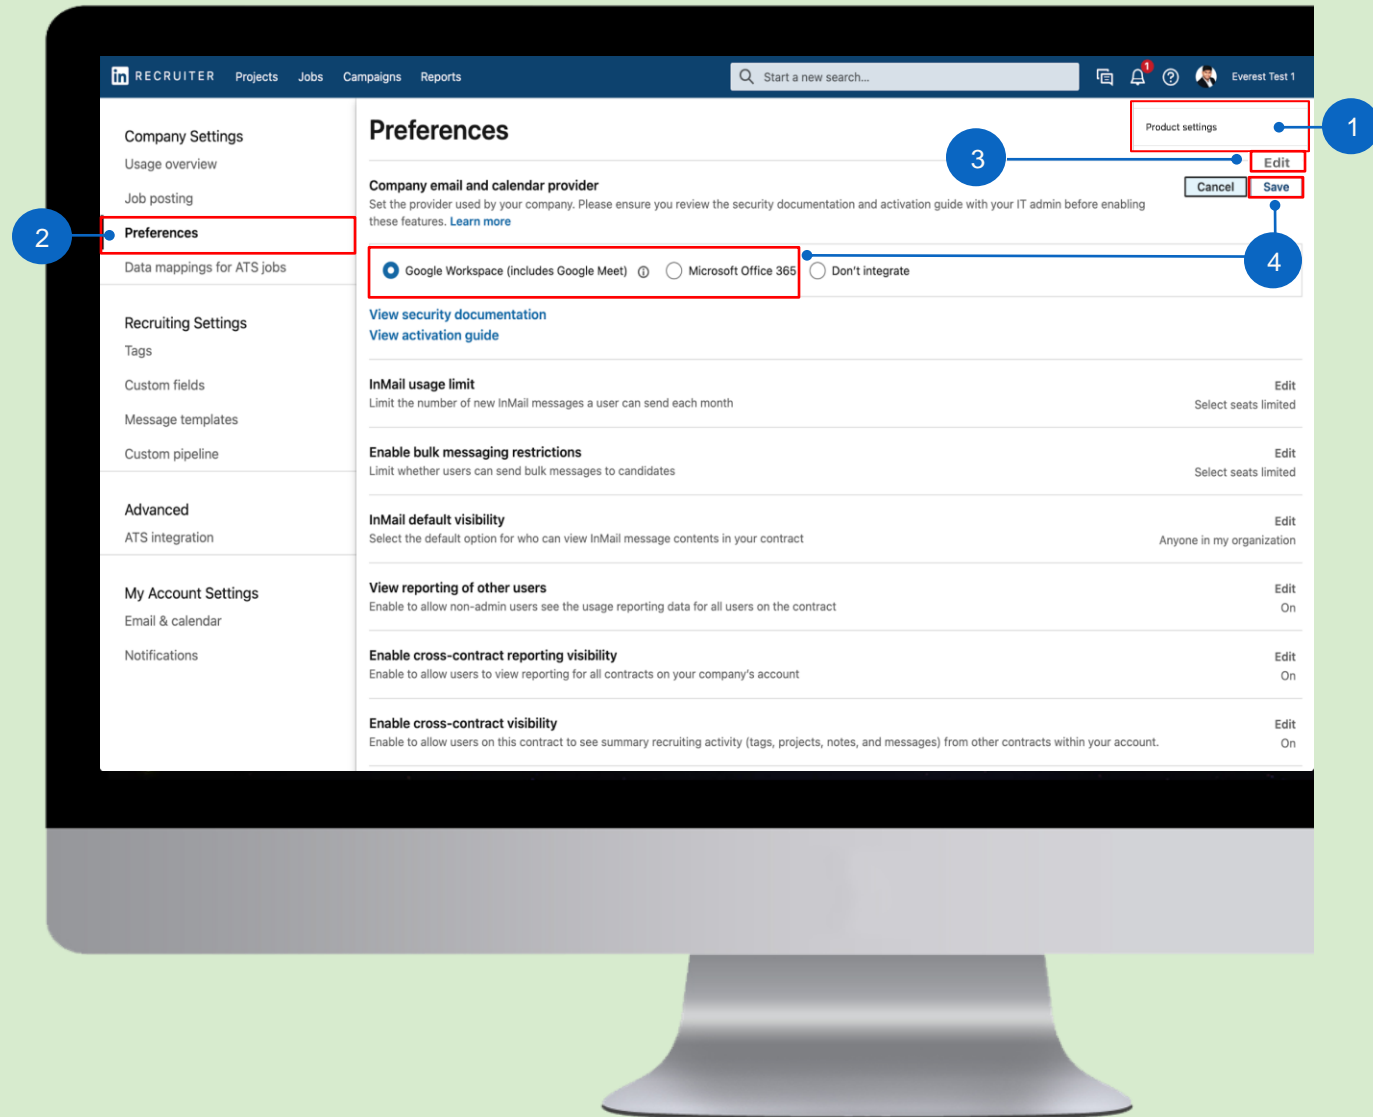 in RECRUITER Projects Jobs Campaigns Reports Start a new search... 1 Everest Test 1
Company Settings
Usage overview
Job posting
2 Preferences
Data mappings for ATS jobs
Recruiting Settings
Tags
Custom fields
Message templates
Custom pipeline
Advanced
ATS integration
My Account Settings
Email & calendar
Notifications
Preferences
Product settings 1
3 Edit
Company email and calendar provider
Cancel Save
Set the provider used by your company. Please ensure you review the security documentation and activation guide with your IT admin before enabling
these features. Learn more
4
Google Workspace (includes Google Meet) Microsoft Office 365 Don't integrate
View security documentation
View activation guide
InMail usage limit Edit
Limit the number of new InMail messages a user can send each month Select seats limited
Enable bulk messaging restrictions Edit
Limit whether users can send bulk messages to candidates Select seats limited
InMail default visibility Edit
Select the default option for who can view InMail message contents in your contract Anyone in my organization
View reporting of other users Edit
Enable to allow non-admin users see the usage reporting data for all users on the contract On
Enable cross-contract reporting visibility Edit
Enable to allow users to view reporting for all contracts on your company's account On
Enable cross-contract visibility Edit
Enable to allow users on this contract to see summary recruiting activity (tags, projects, notes, and messages) from other contracts within your account. On